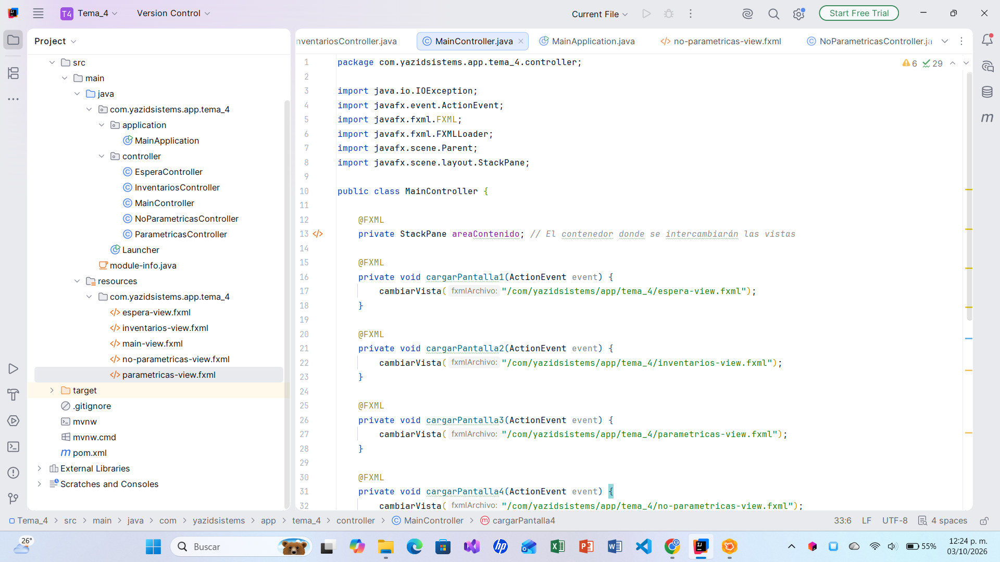 T4 Tema_4
Version Control
Current File
Start Free Trial
Project
src
main
java
com.yazidsistems.app.tema_4
application
MainApplication
controller
EsperaController
InventariosController
MainController
NoParametricasController
ParametricasController
Launcher
module-info.java
resources
com.yazidsistems.app.tema_4
espera-view.fxml
inventarios-view.fxml
main-view.fxml
no-parametricas-view.fxml
parametricas-view.fxml
target
.gitignore
mvnw
mvnw.cmd
pom.xml
External Libraries
Scratches and Consoles
nventariosController.java
MainController.java
MainApplication.java
no-parametricas-view.fxml
NoParametricasController.ja
6 29
1 package com.yazidsistems.app.tema_4.controller;
2
3 import java.io.IOException;
4 import javafx.event.ActionEvent;
5 import javafx.fxml.FXML;
6 import javafx.fxml.FXMLLoader;
7 import javafx.scene.Parent;
8 import javafx.scene.layout.StackPane;
9
10 public class MainController {
11
12 @FXML
13 private StackPane areaContenido; // El contenedor donde se intercambiarán las vistas
14
15 @FXML
16 private void cargarPantalla1(ActionEvent event) {
17 cambiarVista( fxmlArchivo: "/com/yazidsistems/app/tema_4/espera-view.fxml");
18 }
19
20 @FXML
21 private void cargarPantalla2(ActionEvent event) {
22 cambiarVista( fxmlArchivo: "/com/yazidsistems/app/tema_4/inventarios-view.fxml");
23 }
24
25 @FXML
26 private void cargarPantalla3(ActionEvent event) {
27 cambiarVista( fxmlArchivo: "/com/yazidsistems/app/tema_4/parametricas-view.fxml");
28 }
29
30 @FXML
31 private void cargarPantalla4(ActionEvent event) {
32 cambiarVista( fxmlArchivo: "/com/yazidsistems/app/tema_4/no-parametricas-view.fxml");
Tema_4 > src > main > java > com > yazidsistems > app > tema_4 > controller > MainController > cargarPantalla4
33:6 LF UTF-8 4 spaces
26°
Buscar
55%
12:24 p. m.
03/10/2026